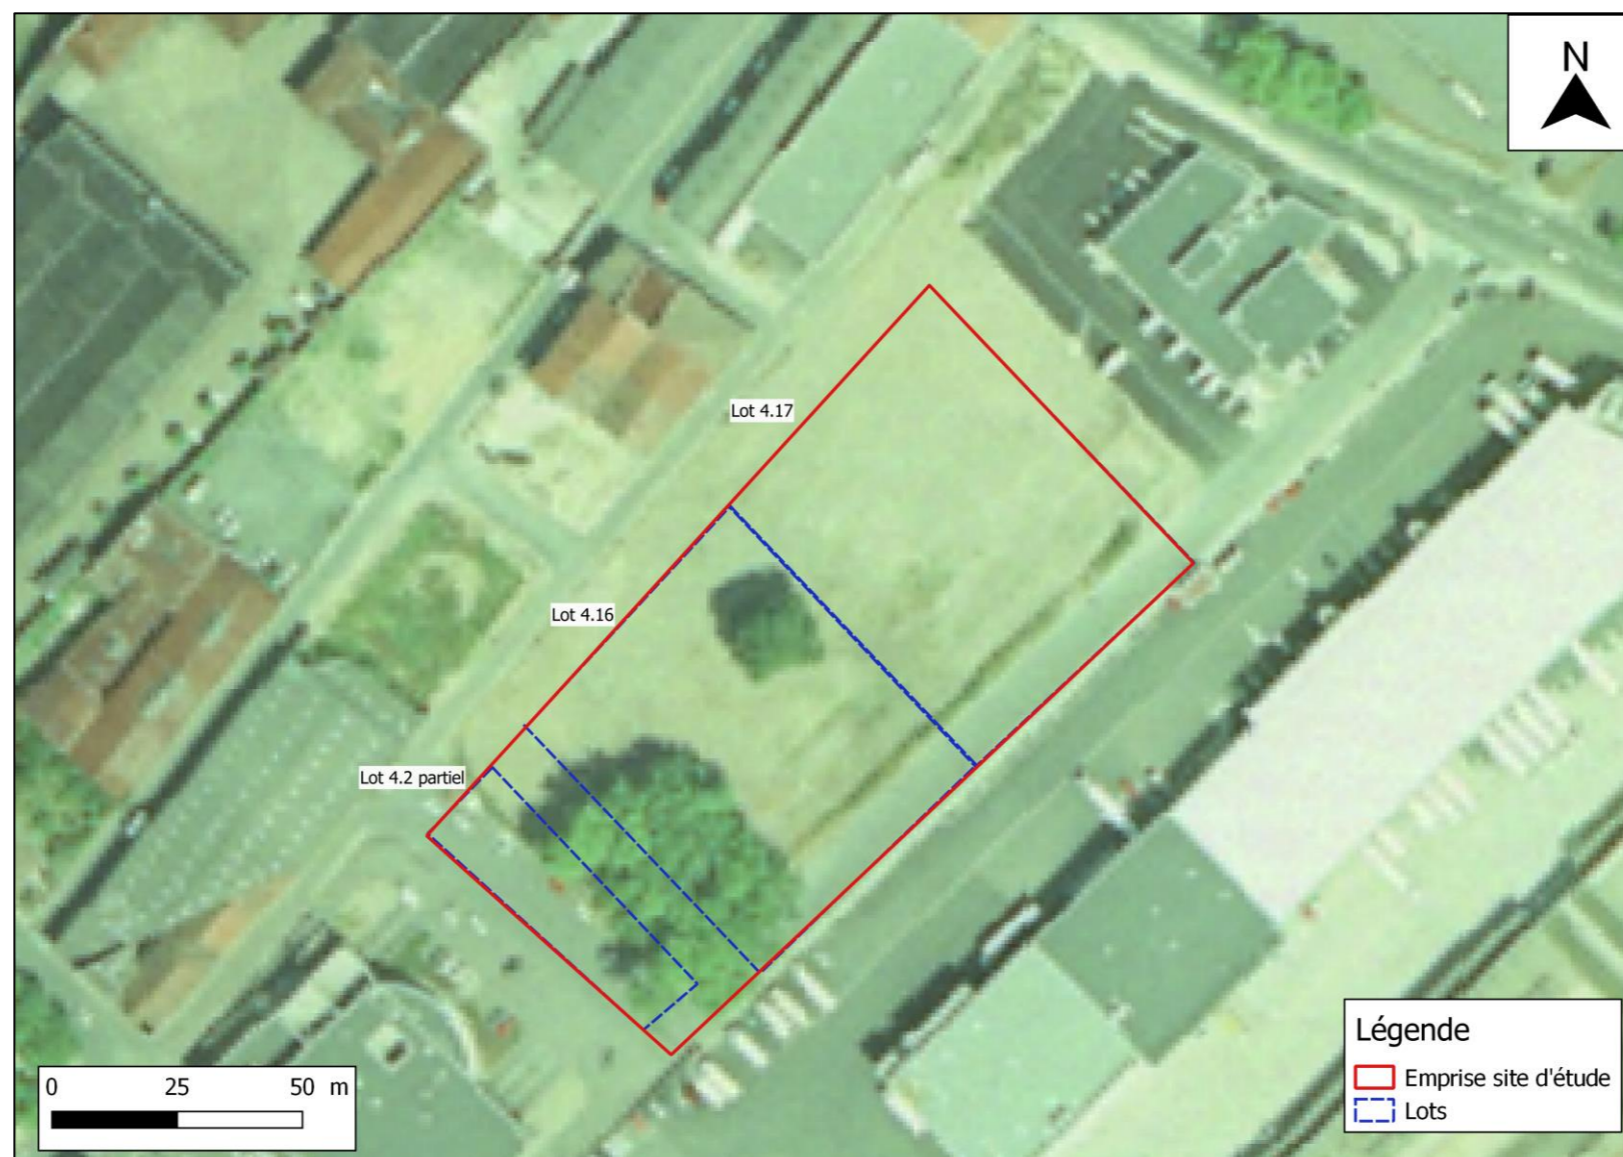 N
Lot 4.17
Lot 4.16
Lot 4.2 partiel
0 25 50 m
Légende
Emprise site d'étude
Lots